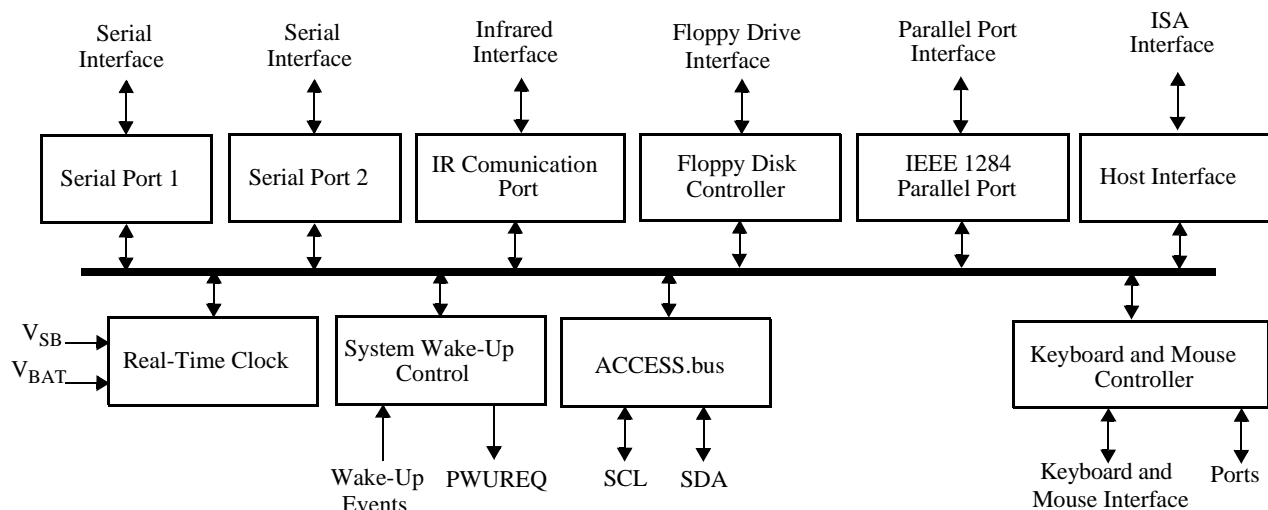 Serial
Interface
Serial
Interface
Infrared
Interface
Floppy Drive
Interface
Parallel Port
Interface
ISA
Interface
Serial Port 1
Serial Port 2
IR Comunication
Port
Floppy Disk
Controller
IEEE 1284
Parallel Port
Host Interface
VSB
VBAT
Real-Time Clock
System Wake-Up
Control
ACCESS.bus
Keyboard and Mouse
Controller
Wake-Up
Events
PWUREQ
SCL
SDA
Keyboard and
Mouse Interface
Ports